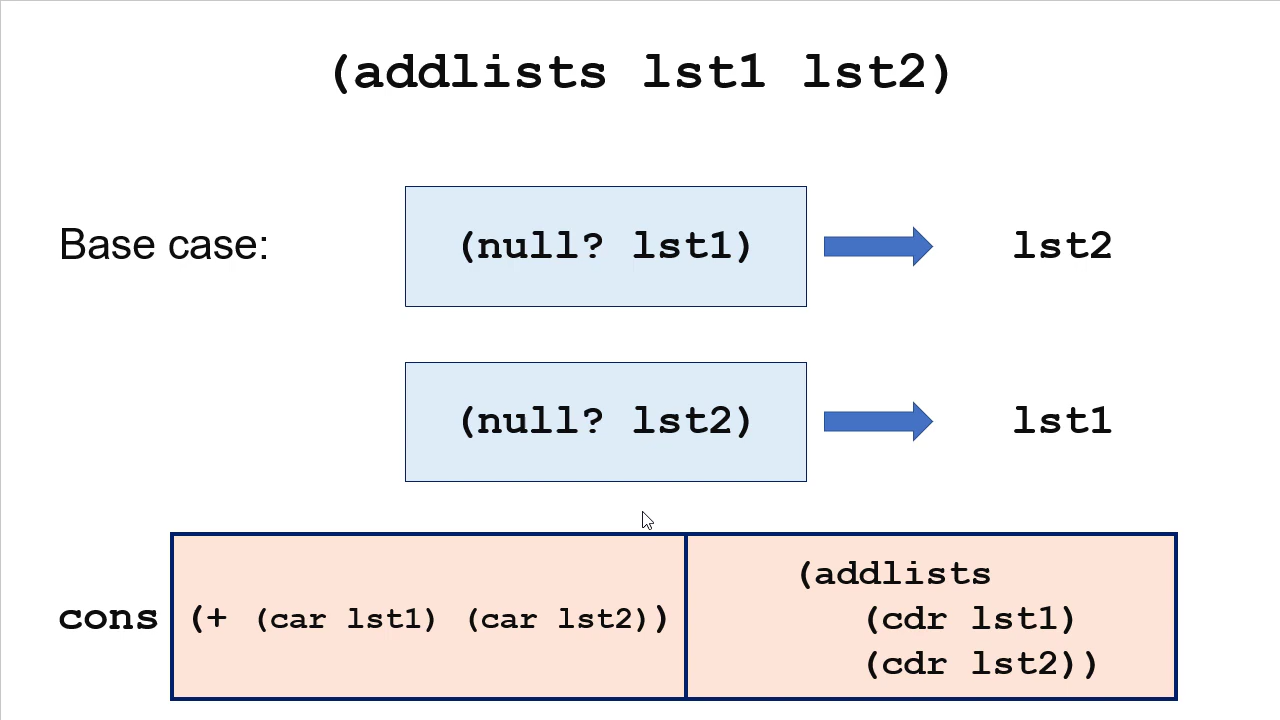 (addlists lst1 lst2)
Base case:
(null? lst1)
lst2
(null? lst2)
lst1
cons
(+ (car lst1) (car lst2))
(addlists
(cdr lst1)
(cdr lst2))